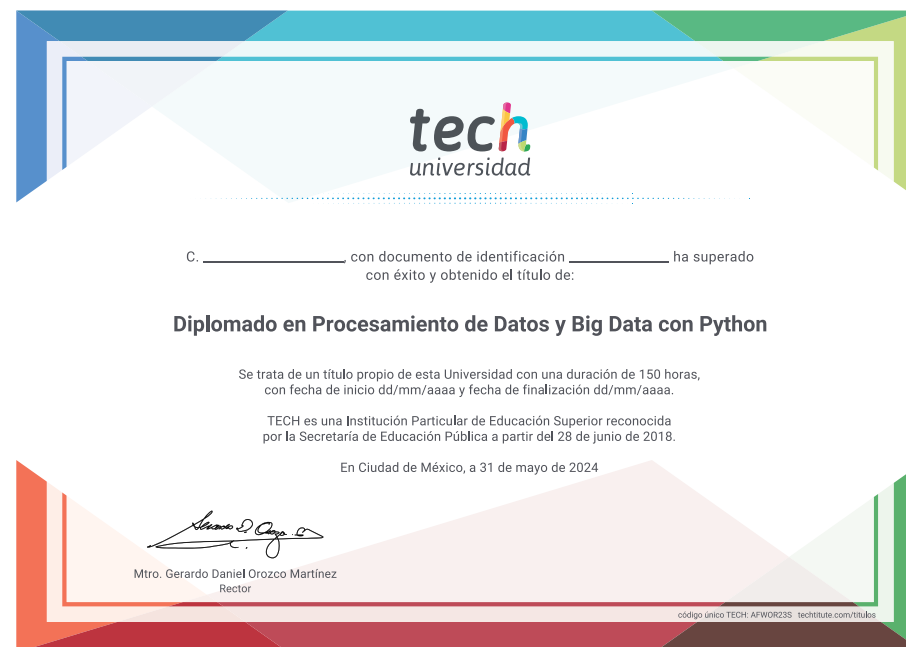 tech
universidad
C. ____________________, con documento de identificación ______________ ha superado
con éxito y obtenido el título de:
Diplomado en Procesamiento de Datos y Big Data con Python
Se trata de un título propio de esta Universidad con una duración de 150 horas,
con fecha de inicio dd/mm/aaaa y fecha de finalización dd/mm/aaaa.
TECH es una Institución Particular de Educación Superior reconocida
por la Secretaría de Educación Pública a partir del 28 de junio de 2018.
En Ciudad de México, a 31 de mayo de 2024
Mtro. Gerardo Daniel Orozco Martínez
Rector
código único TECH: AFWOR23S techtitute.com/titulos